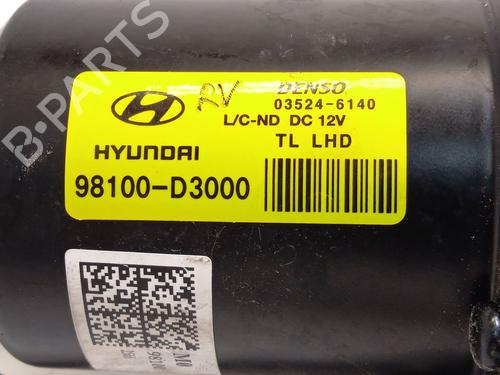 B-PARTS
RV
DENSO
03524-6140
L/C-ND DC 12V
HYUNDAI
TL LHD
98100-D3000